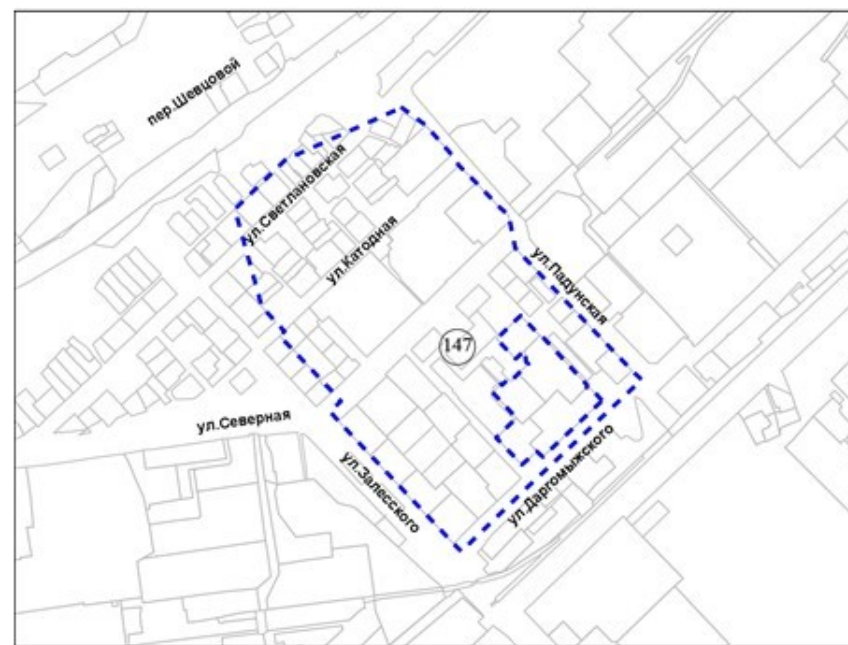 пер.Шевцовой
ул.Светлановская
ул.Катодная
ул.Падунская
147
ул.Северная
ул.Залесского
ул.Даргомыжского